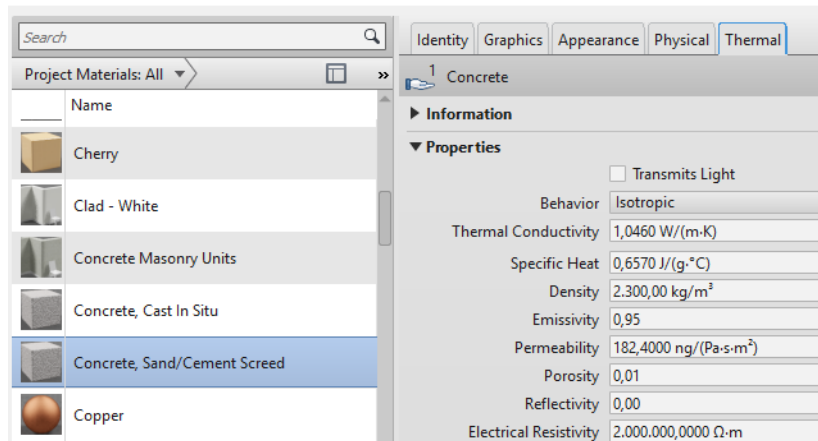 Search
Project Materials: All
»
Name
Cherry
Clad - White
Concrete Masonry Units
Concrete, Cast In Situ
Concrete, Sand/Cement Screed
Copper
Identity Graphics Appearance Physical Thermal
1 Concrete
Information
Properties
Transmits Light
Behavior Isotropic
Thermal Conductivity 1,0460 W/(m·K)
Specific Heat 0,6570 J/(g·°C)
Density 2.300,00 kg/m³
Emissivity 0,95
Permeability 182,4000 ng/(Pa·s·m²)
Porosity 0,01
Reflectivity 0,00
Electrical Resistivity 2.000.000,0000 Ω·m